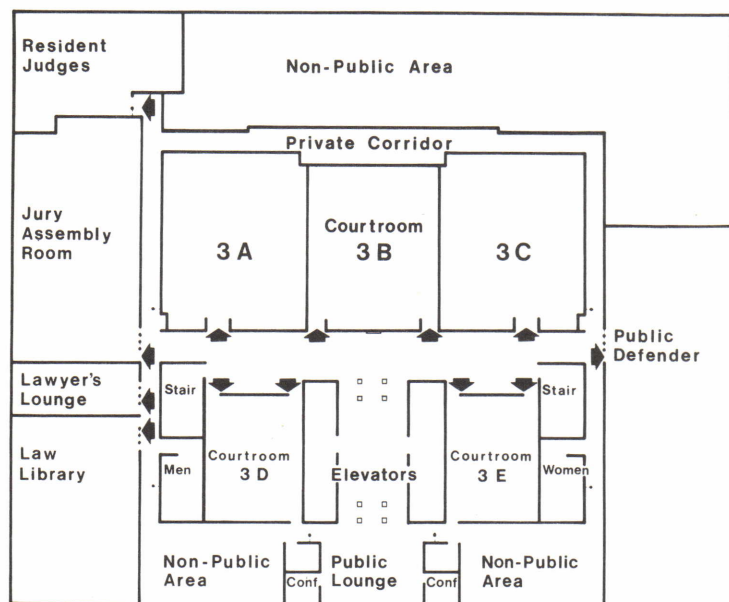 Resident
Judges
Non-Public Area
Private Corridor
Jury
Assembly
Room
Courtroom
3 A
3 B
3 C
Public
Defender
Lawyer's
Lounge
Stair
Stair
Law
Library
Men
Courtroom
3 D
Elevators
Courtroom
3 E
Women
Non-Public
Area
Conf
Public
Lounge
Conf
Non-Public
Area